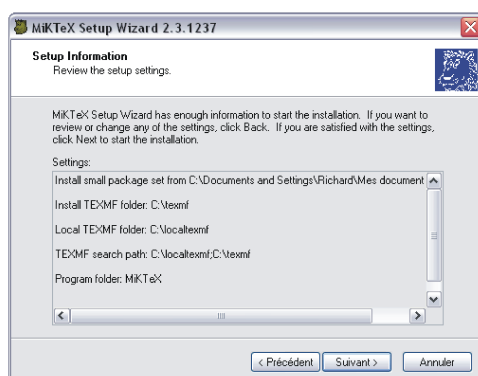 MiKTeX Setup Wizard 2.3.1237
Setup Information
Review the setup settings.
MiKTeX Setup Wizard has enough information to start the installation. If you want to
review or change any of the settings, click Back. If you are satisfied with the settings,
click Next to start the installation.
Settings:
Install small package set from C:\Documents and Settings\Richard\Mes document
Install TEXMF folder: C:\texmf
Local TEXMF folder: C:\localtexmf
TEXMF search path: C:\localtexmf;C:\texmf
Program folder: MiKTeX
< Précédent Suivant > Annuler